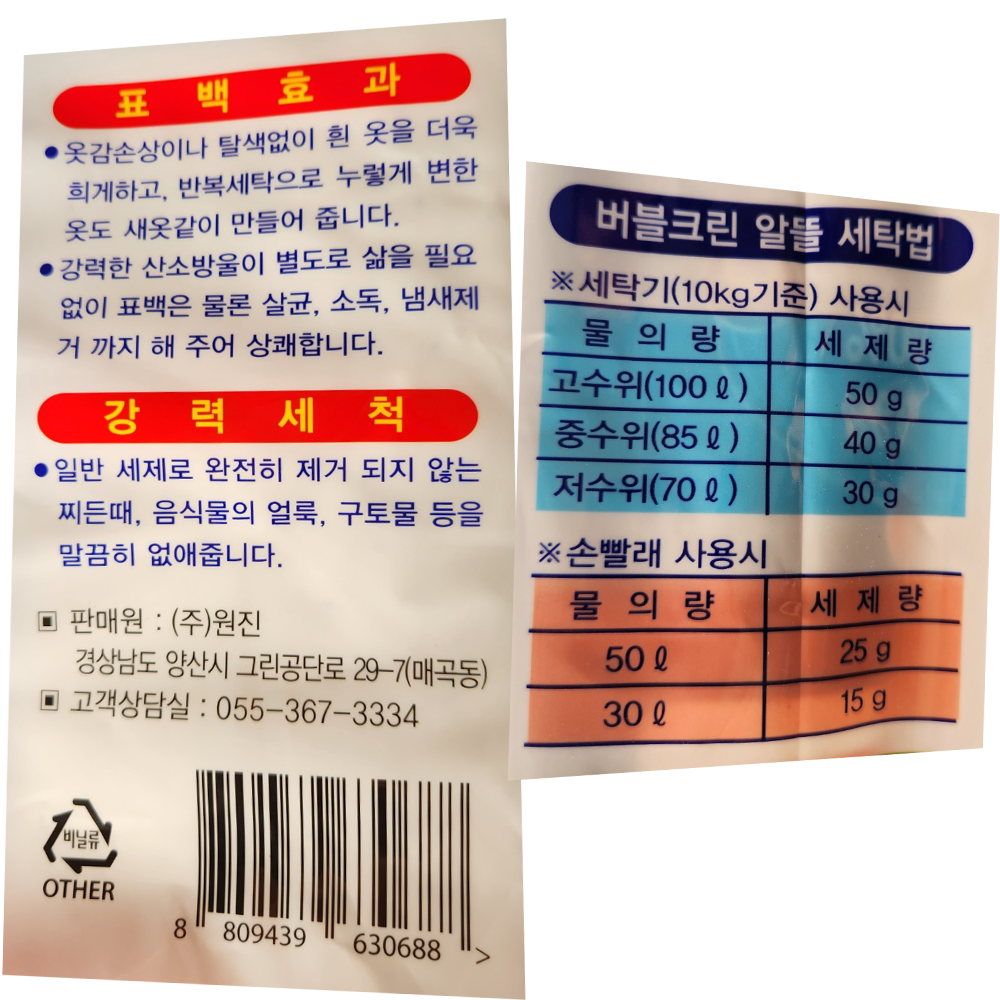 표 백 효 과
●옷감손상이나 탈색없이 흰 옷을 더욱
희게하고, 반복세탁으로 누렇게 변한
옷도 새옷같이 만들어 줍니다.
●강력한 산소방울이 별도로 삶을 필요
없이 표백은 물론 살균, 소독, 냄새제
거 까지 해 주어 상쾌합니다.
강 력 세 척
●일반 세제로 완전히 제거 되지 않는
찌든때, 음식물의 얼룩, 구토물 등을
말끔히 없애줍니다.
▣ 판매원 : (주)원진
경상남도 양산시 그린공단로 29-7(매곡동)
▣ 고객상담실 : 055-367-3334
비닐류
OTHER
8 809439 630688 >
버블크린 알뜰 세탁법
※세탁기(10kg기준) 사용시
물 의 량 세 제 량
고수위(100ℓ) 50 g
중수위(85ℓ) 40 g
저수위(70ℓ) 30 g
※손빨래 사용시
물 의 량 세 제 량
50ℓ 25 g
30ℓ 15 g